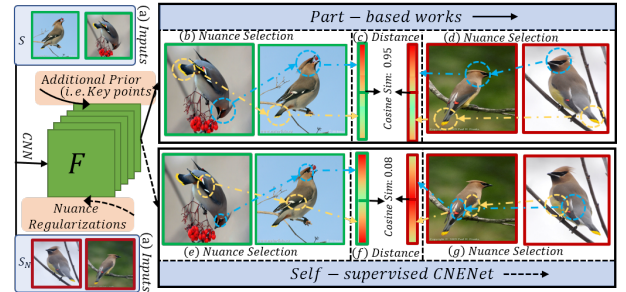 S
(a) Inputs
Additional Prior
(i.e. Key points)
CNN
F
Nuance
Regularizations
S_N
(a) Inputs
Part − based works
(b) Nuance Selection
(c) Distance
(d) Nuance Selection
Cosine Sim: 0.95
Cosine Sim: 0.08
(e) Nuance Selection
(f) Distance
(g) Nuance Selection
Self − supervised CNENet